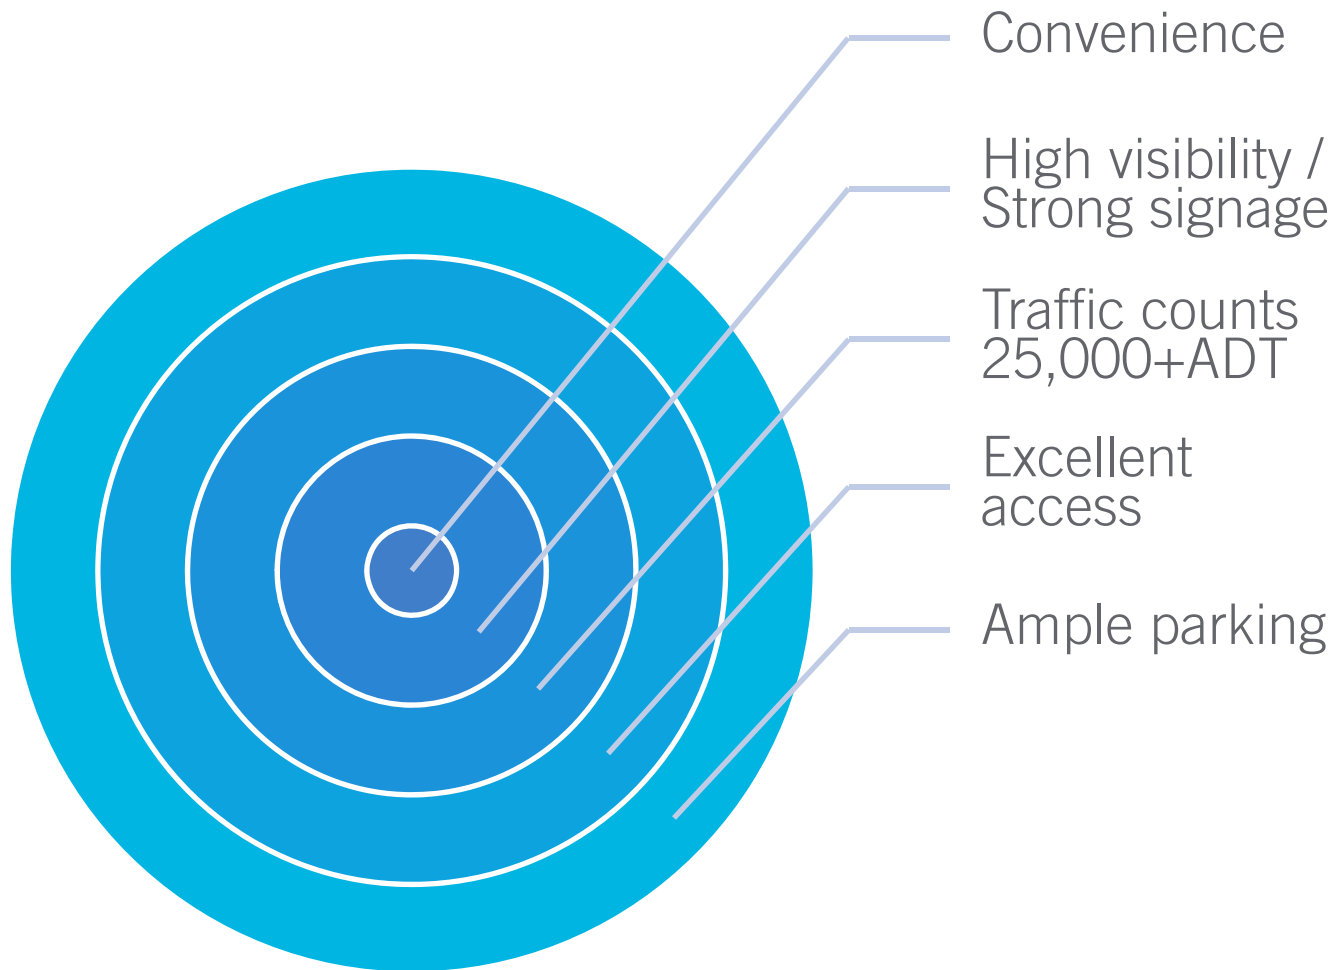 Convenience
High visibility /
Strong signage
Traffic counts
25,000+ADT
Excellent
access
Ample parking